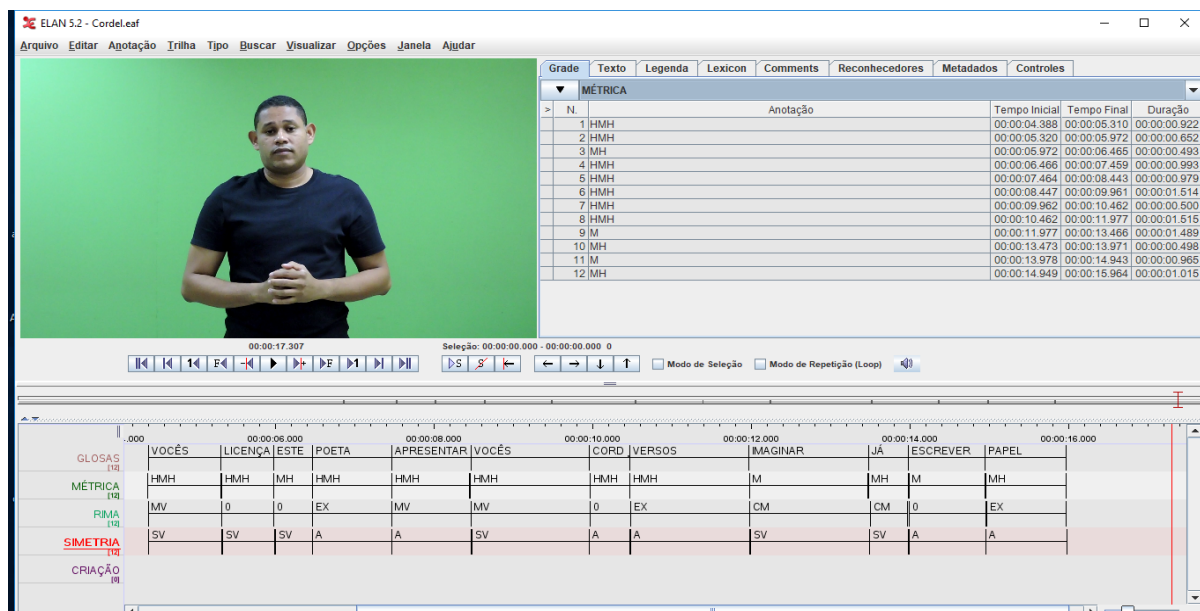 ELAN 5.2 - Cordel.eaf
Arquivo Editar Anotação Trilha Tipo Buscar Visualizar Opções Janela Ajudar
Grade Texto Legenda Lexicon Comments Reconhecedores Metadados Controles
MÉTRICA
> N. Anotação Tempo Inicial Tempo Final Duração
1 HMH 00:00:04.388 00:00:05.310 00:00:00.922
2 HMH 00:00:05.320 00:00:05.972 00:00:00.652
3 MH 00:00:05.972 00:00:06.465 00:00:00.493
4 HMH 00:00:06.466 00:00:07.459 00:00:00.993
5 HMH 00:00:07.464 00:00:08.443 00:00:00.979
6 HMH 00:00:08.447 00:00:09.961 00:00:01.514
7 HMH 00:00:09.962 00:00:10.462 00:00:00.500
8 HMH 00:00:10.462 00:00:11.977 00:00:01.515
9 M 00:00:11.977 00:00:13.466 00:00:01.489
10 MH 00:00:13.473 00:00:13.971 00:00:00.498
11 M 00:00:13.978 00:00:14.943 00:00:00.965
12 MH 00:00:14.949 00:00:15.964 00:00:01.015
00:00:17.307 Seleção: 00:00:00.000 - 00:00:00.000 0
1 F F 1 S S Modo de Seleção Modo de Repetição (Loop)
.000 00:00:06.000 00:00:08.000 00:00:10.000 00:00:12.000 00:00:14.000 00:00:16.000
GLOSAS [12] VOCÊS LICENÇA ESTE POETA APRESENTAR VOCÊS CORD VERSOS IMAGINAR JÁ ESCREVER PAPEL
MÉTRICA [12] HMH HMH MH HMH HMH HMH HMH HMH M MH M MH
RIMA [12] MV 0 0 EX MV MV 0 EX CM CM 0 EX
SIMETRIA [12] SV SV SV A A SV A A SV SV A A
CRIAÇÃO [0]